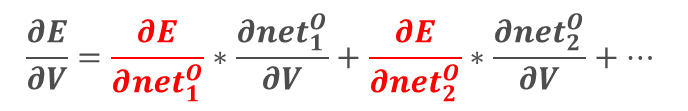 ∂E/∂V = ∂E/∂net₁ᴼ * ∂net₁ᴼ/∂V + ∂E/∂net₂ᴼ * ∂net₂ᴼ/∂V + ⋯